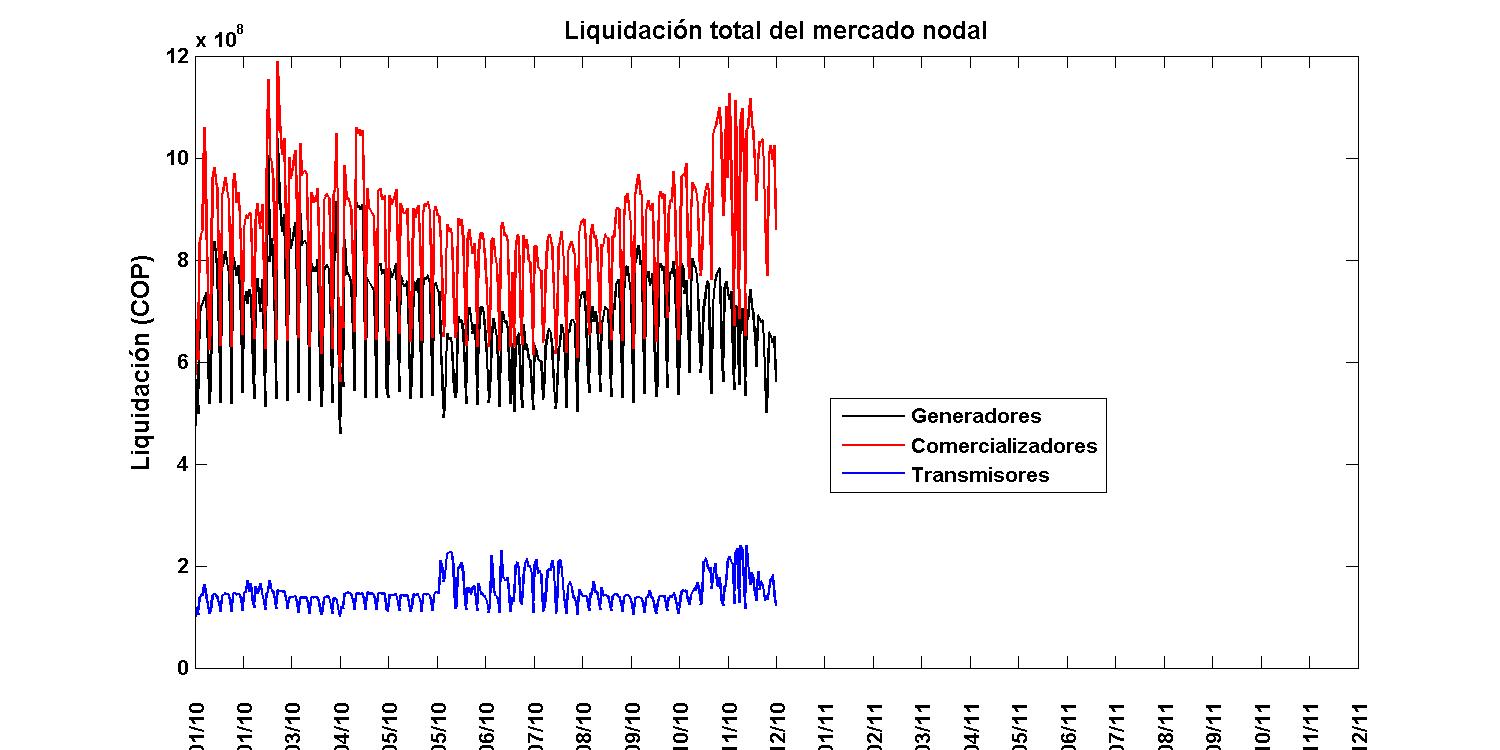 Liquidación total del mercado nodal
x 10⁸
12
10
8
6
4
2
0
Liquidación (COP)
Generadores
Comercializadores
Transmisores
01/10 01/10 03/10 04/10 05/10 06/10 07/10 08/10 09/10 10/10 11/10 12/10 01/11 02/11 03/11 04/11 05/11 06/11 07/11 08/11 09/11 10/11 11/11 12/11